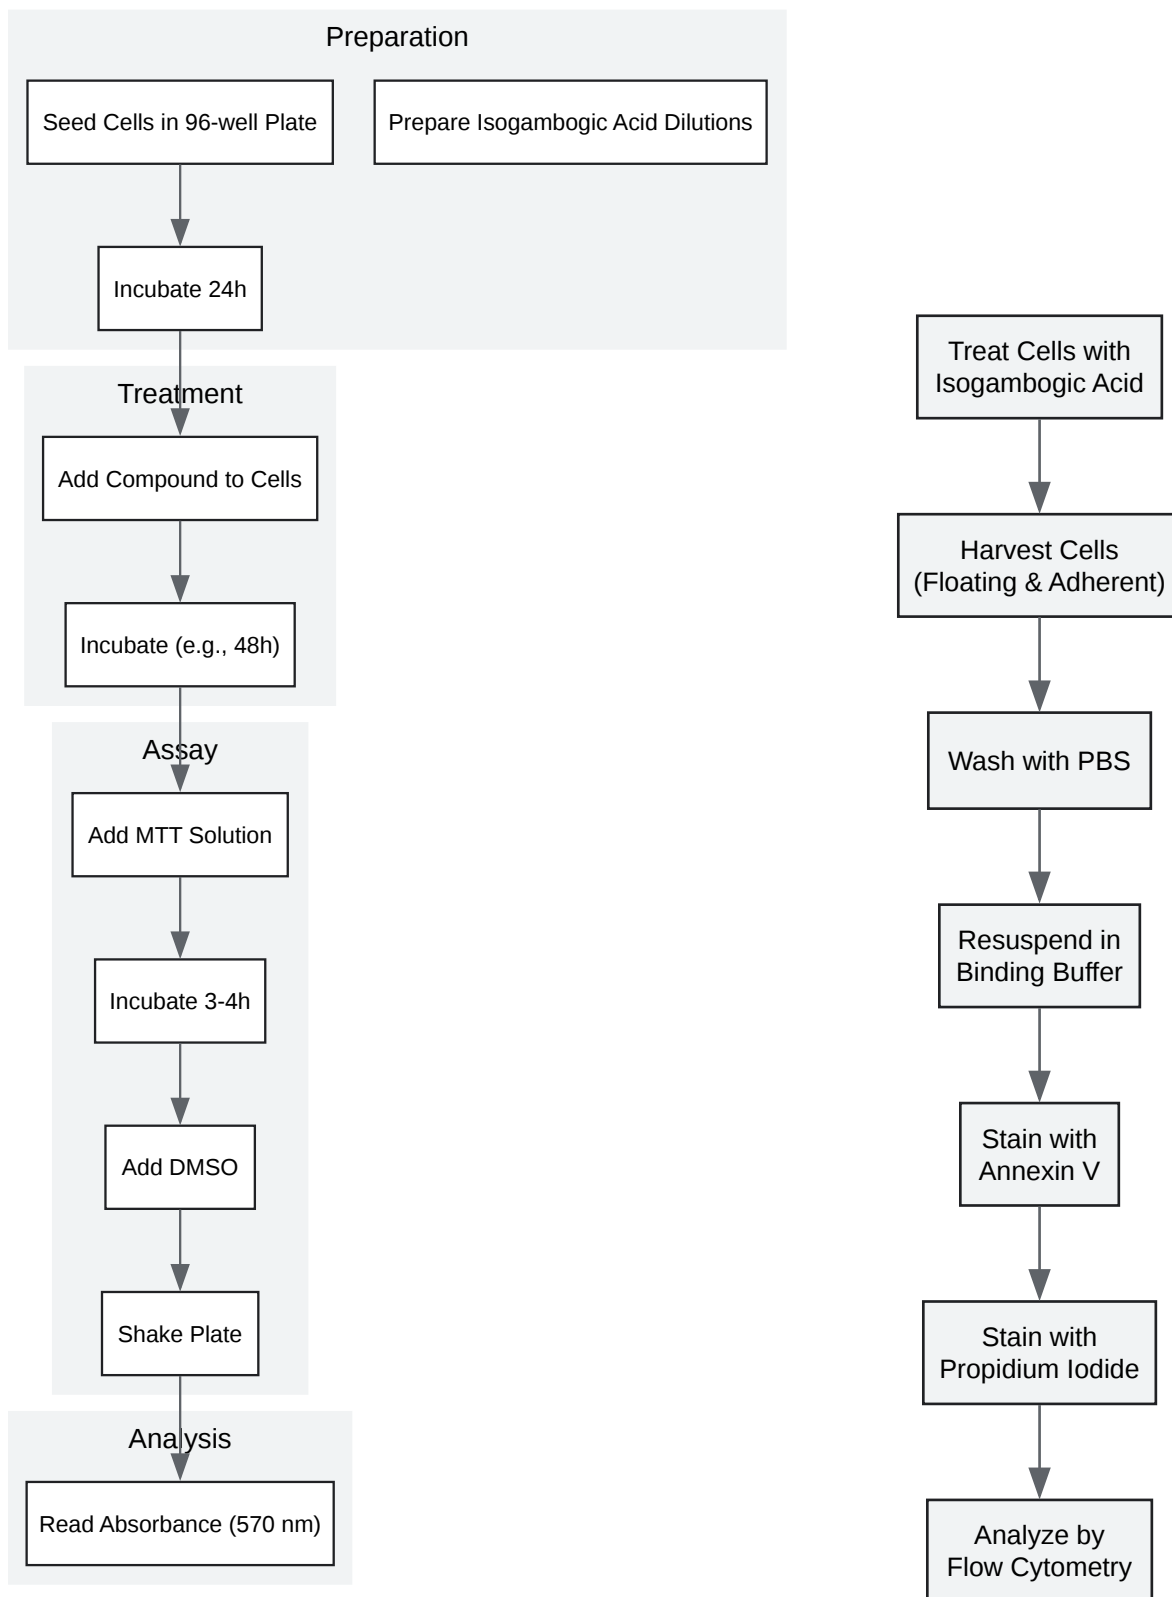 Preparation
Seed Cells in 96-well Plate
Prepare Isogambogic Acid Dilutions
Incubate 24h
Treatment
Add Compound to Cells
Incubate (e.g., 48h)
Assay
Add MTT Solution
Incubate 3-4h
Add DMSO
Shake Plate
Analysis
Read Absorbance (570 nm)
Treat Cells with
Isogambogic Acid
Harvest Cells
(Floating & Adherent)
Wash with PBS
Resuspend in
Binding Buffer
Stain with
Annexin V
Stain with
Propidium Iodide
Analyze by
Flow Cytometry